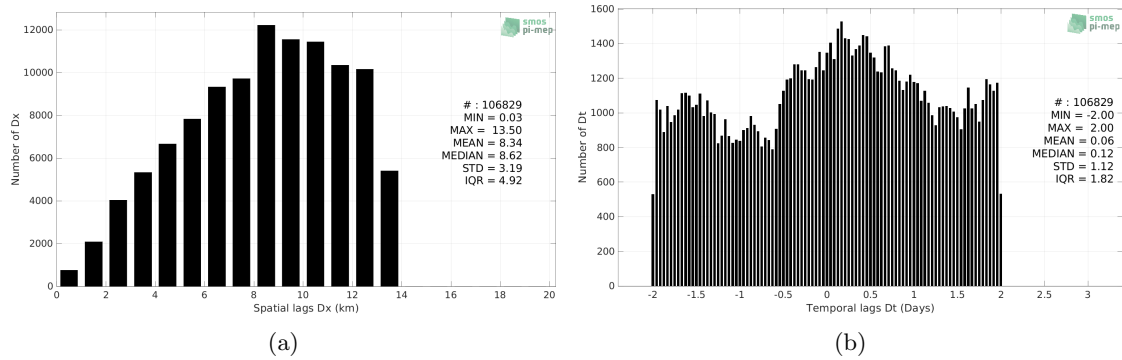 12000
10000
8000
6000
4000
2000
0
Number of Dx
0 2 4 6 8 10 12 14 16 18 20
Spatial lags Dx (km)
smos
pi-mep
# : 106829
MIN = 0.03
MAX = 13.50
MEAN = 8.34
MEDIAN = 8.62
STD = 3.19
IQR = 4.92
(a)
1600
1400
1200
1000
800
600
400
200
0
Number of Dt
-2 -1.5 -1 -0.5 0 0.5 1 1.5 2 2.5 3
Temporal lags Dt (Days)
smos
pi-mep
# : 106829
MIN = -2.00
MAX = 2.00
MEAN = 0.06
MEDIAN = 0.12
STD = 1.12
IQR = 1.82
(b)